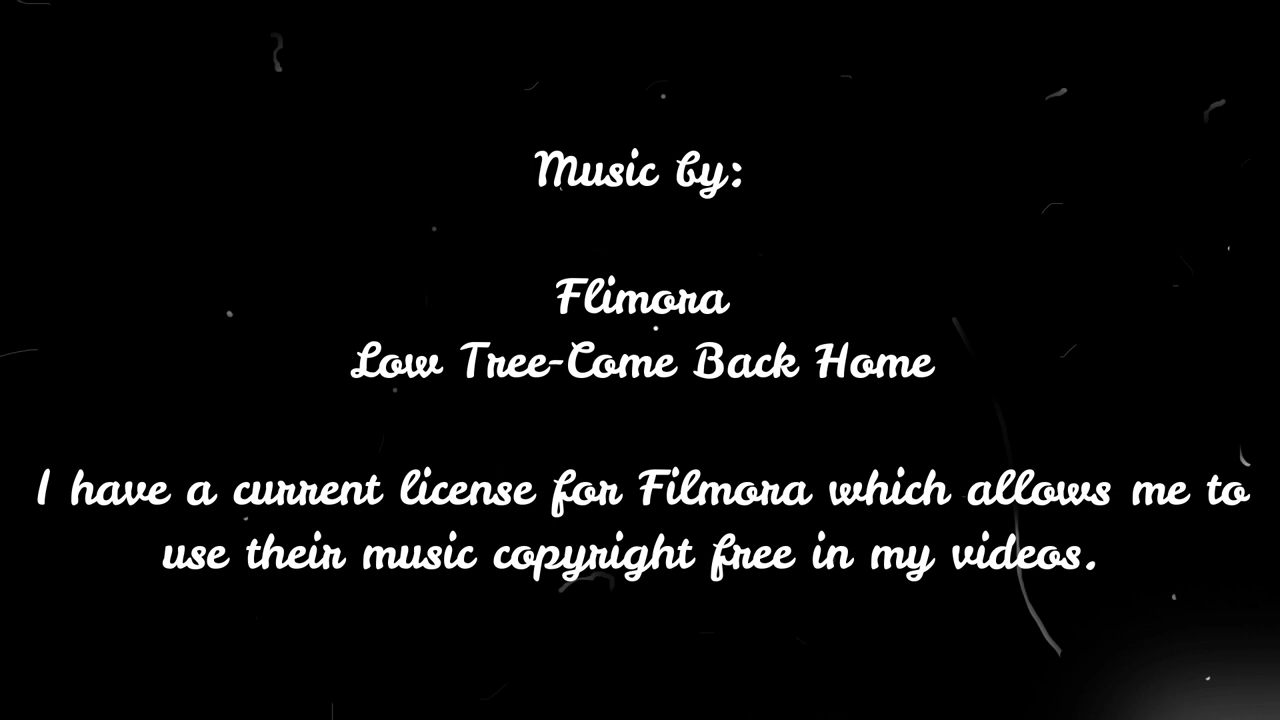 Music by:
Flimora
Low Tree-Come Back Home
I have a current license for Filmora which allows me to
use their music copyright free in my videos.